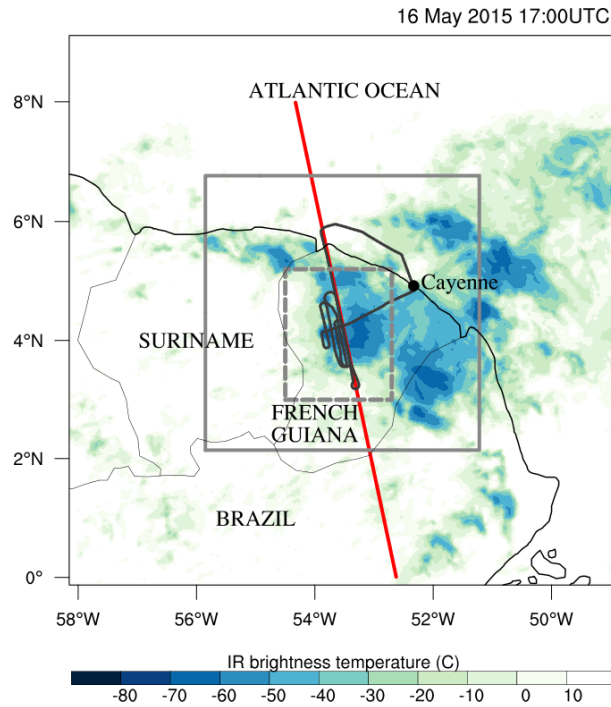 16 May 2015 17:00UTC
ATLANTIC OCEAN
8°N
6°N
Cayenne
4°N
SURINAME
FRENCH
GUIANA
2°N
BRAZIL
0°
58°W 56°W 54°W 52°W 50°W
IR brightness temperature (C)
-80 -70 -60 -50 -40 -30 -20 -10 0 10